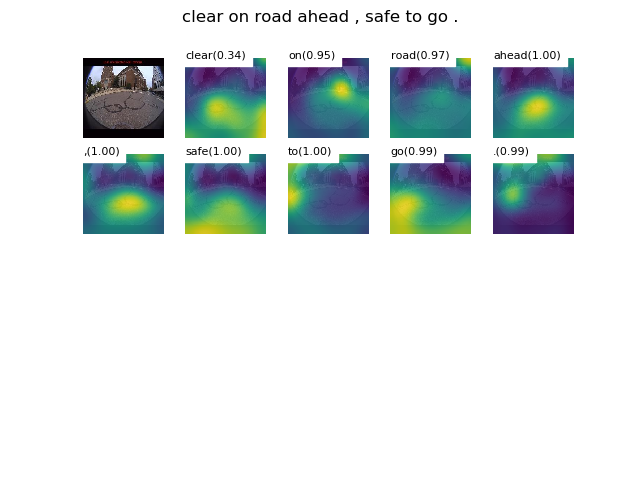 clear on road ahead , safe to go .
clear(0.34) on(0.95) road(0.97) ahead(1.00)
,(1.00) safe(1.00) to(1.00) go(0.99) .(0.99)